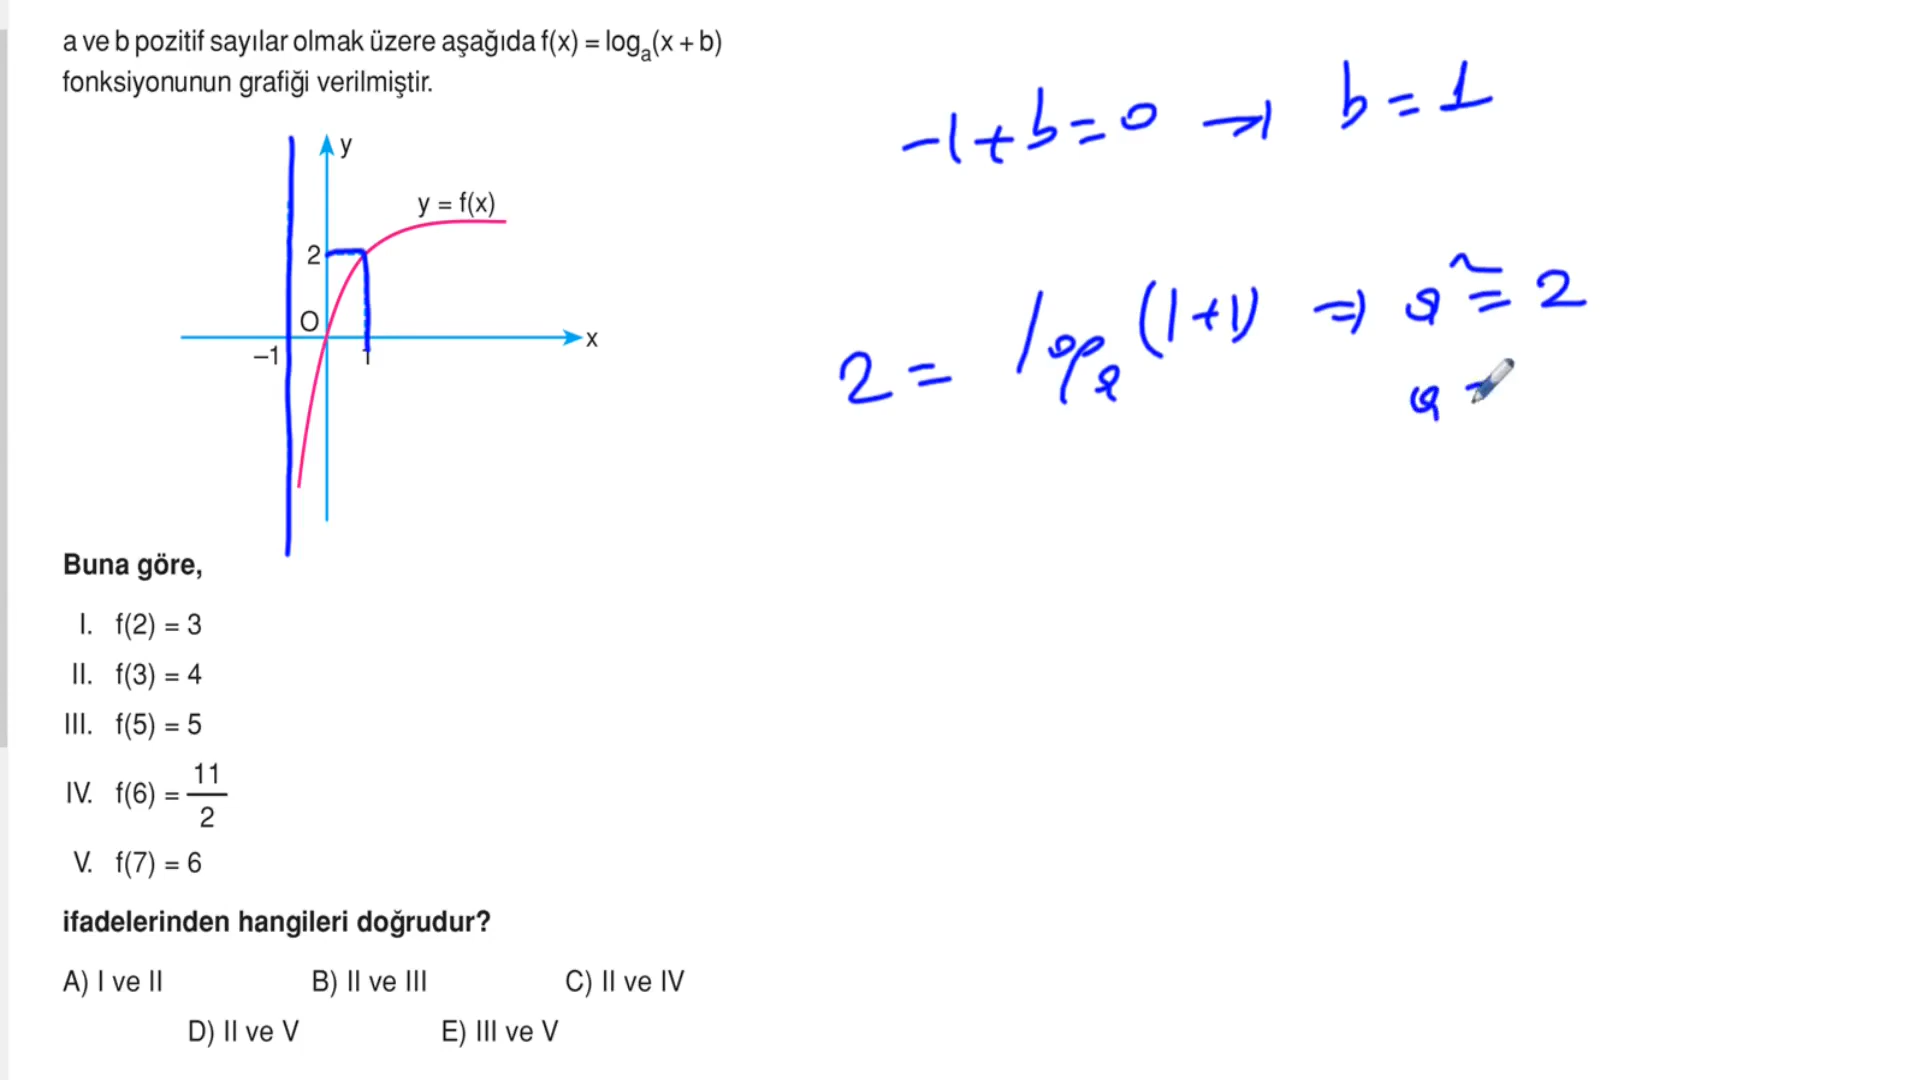 a ve b pozitif sayılar olmak üzere aşağıda f(x) = logₐ(x + b)
fonksiyonunun grafiği verilmiştir.
y
y = f(x)
2
O
x
–1
1
-1+b=0 → b=1
2 = logₐ(1+1) ⇒ a² = 2
a =
Buna göre,
I. f(2) = 3
II. f(3) = 4
III. f(5) = 5
IV. f(6) = 11/2
V. f(7) = 6
ifadelerinden hangileri doğrudur?
A) I ve II B) II ve III C) II ve IV
D) II ve V E) III ve V